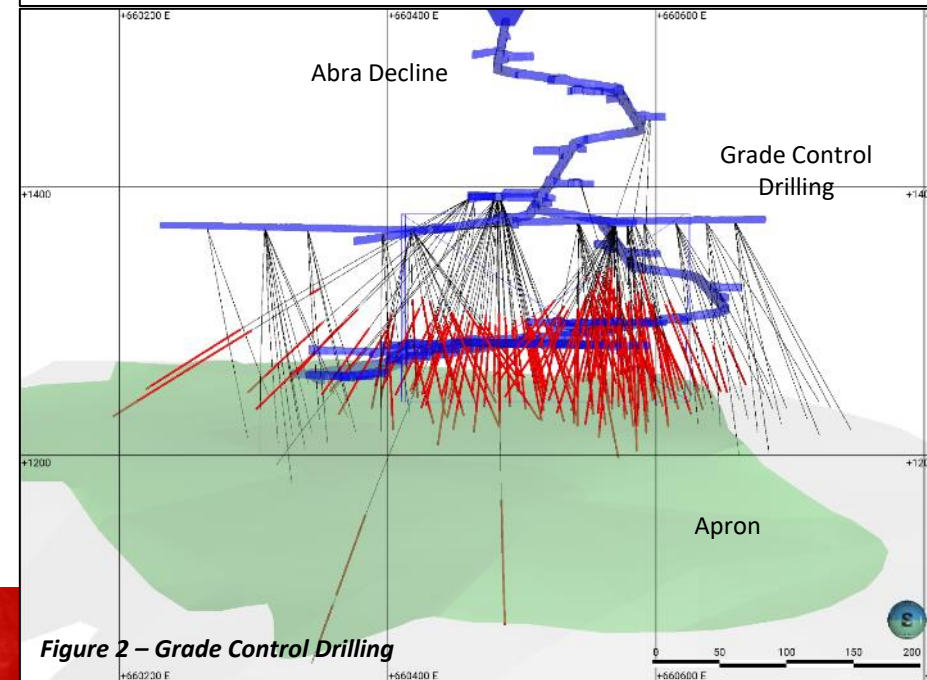 +660200 E +660400 E +660600 E
Abra Decline
Grade Control
Drilling
+1400
+1200
Apron
S
Figure 2 – Grade Control Drilling
0 50 100 150 200
+660200 E +660400 E +660600 E